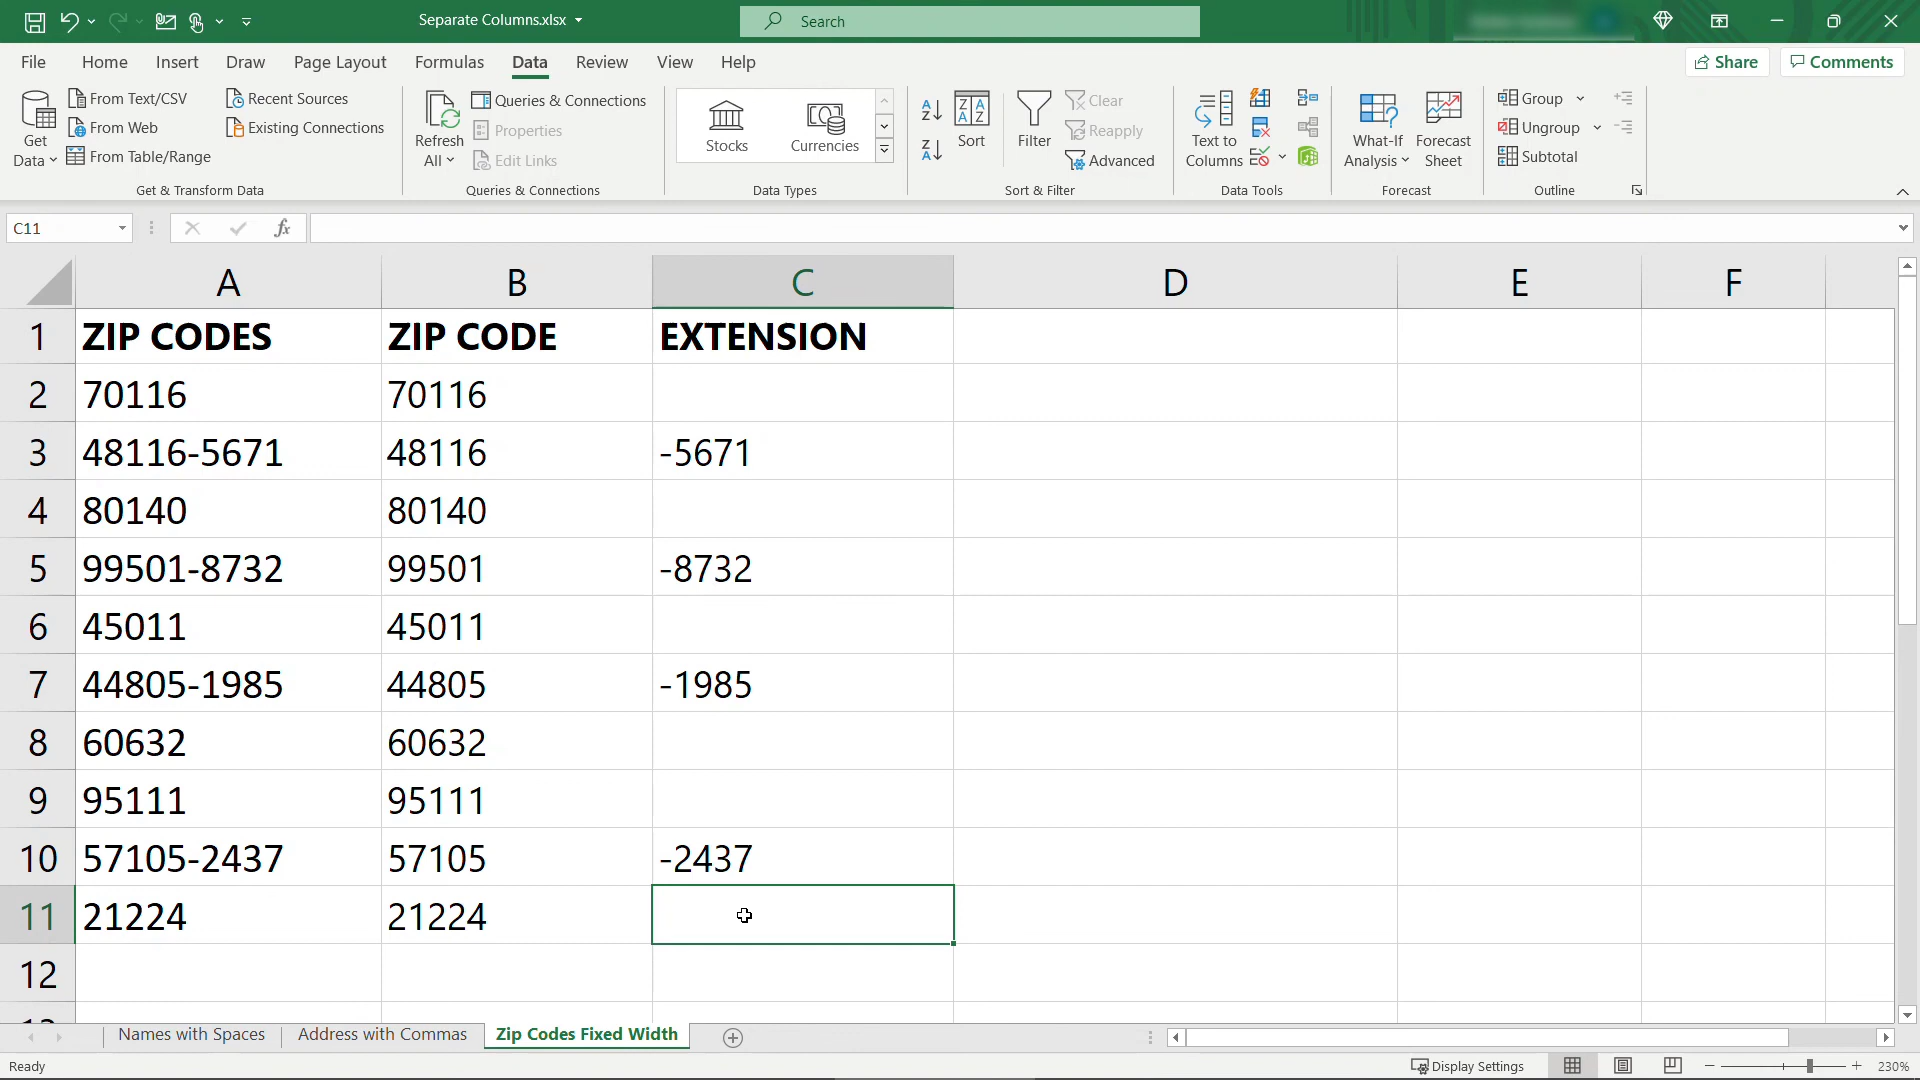 Separate Columns.xlsx
Search
File Home Insert Draw Page Layout Formulas Data Review View Help
Share Comments
Get Data
From Text/CSV
From Web
From Table/Range
Recent Sources
Existing Connections
Get & Transform Data
Refresh All
Queries & Connections
Properties
Edit Links
Queries & Connections
Stocks Currencies
Data Types
Sort
Filter
Clear
Reapply
Advanced
Sort & Filter
Text to Columns
Data Tools
What-If Analysis
Forecast Sheet
Forecast
Group
Ungroup
Subtotal
Outline
C11 fx
A B C D E F
1 ZIP CODES ZIP CODE EXTENSION
2 70116 70116
3 48116-5671 48116 -5671
4 80140 80140
5 99501-8732 99501 -8732
6 45011 45011
7 44805-1985 44805 -1985
8 60632 60632
9 95111 95111
10 57105-2437 57105 -2437
11 21224 21224
12
Names with Spaces Address with Commas Zip Codes Fixed Width
Ready Display Settings 230%